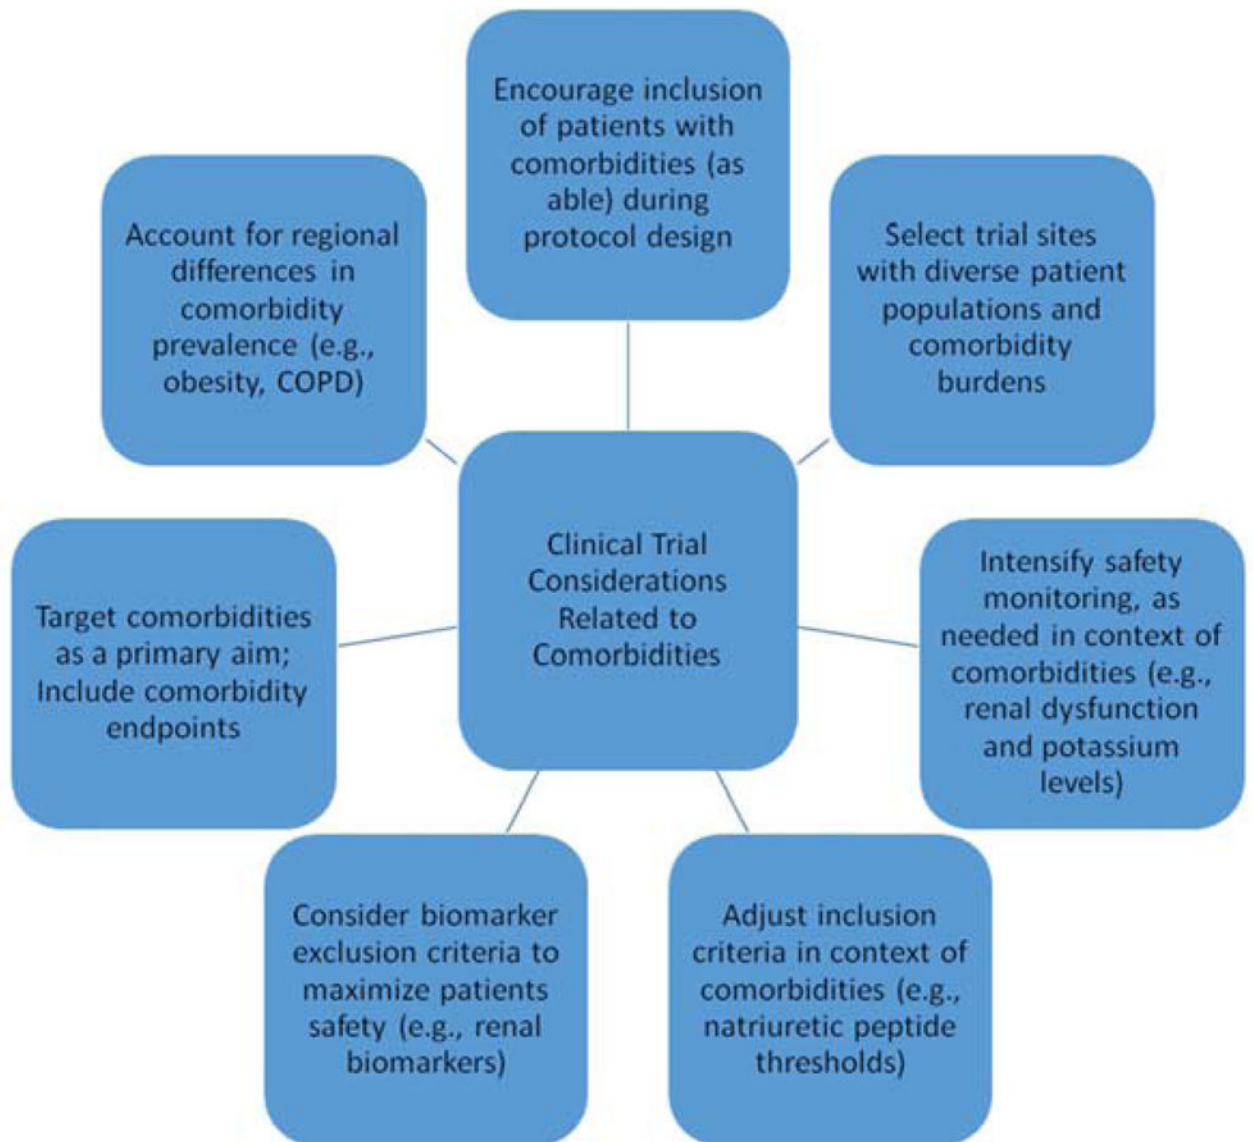 Encourage inclusion
of patients with
comorbidities (as
able) during
protocol design
Select trial sites
with diverse patient
populations and
comorbidity
burdens
Intensify safety
monitoring, as
needed in context of
comorbidities (e.g.,
renal dysfunction
and potassium
levels)
Adjust inclusion
criteria in context of
comorbidities (e.g.,
natriuretic peptide
thresholds)
Consider biomarker
exclusion criteria to
maximize patients
safety (e.g., renal
biomarkers)
Target comorbidities
as a primary aim;
Include comorbidity
endpoints
Account for regional
differences in
comorbidity
prevalence (e.g.,
obesity, COPD)
Clinical Trial
Considerations
Related to
Comorbidities